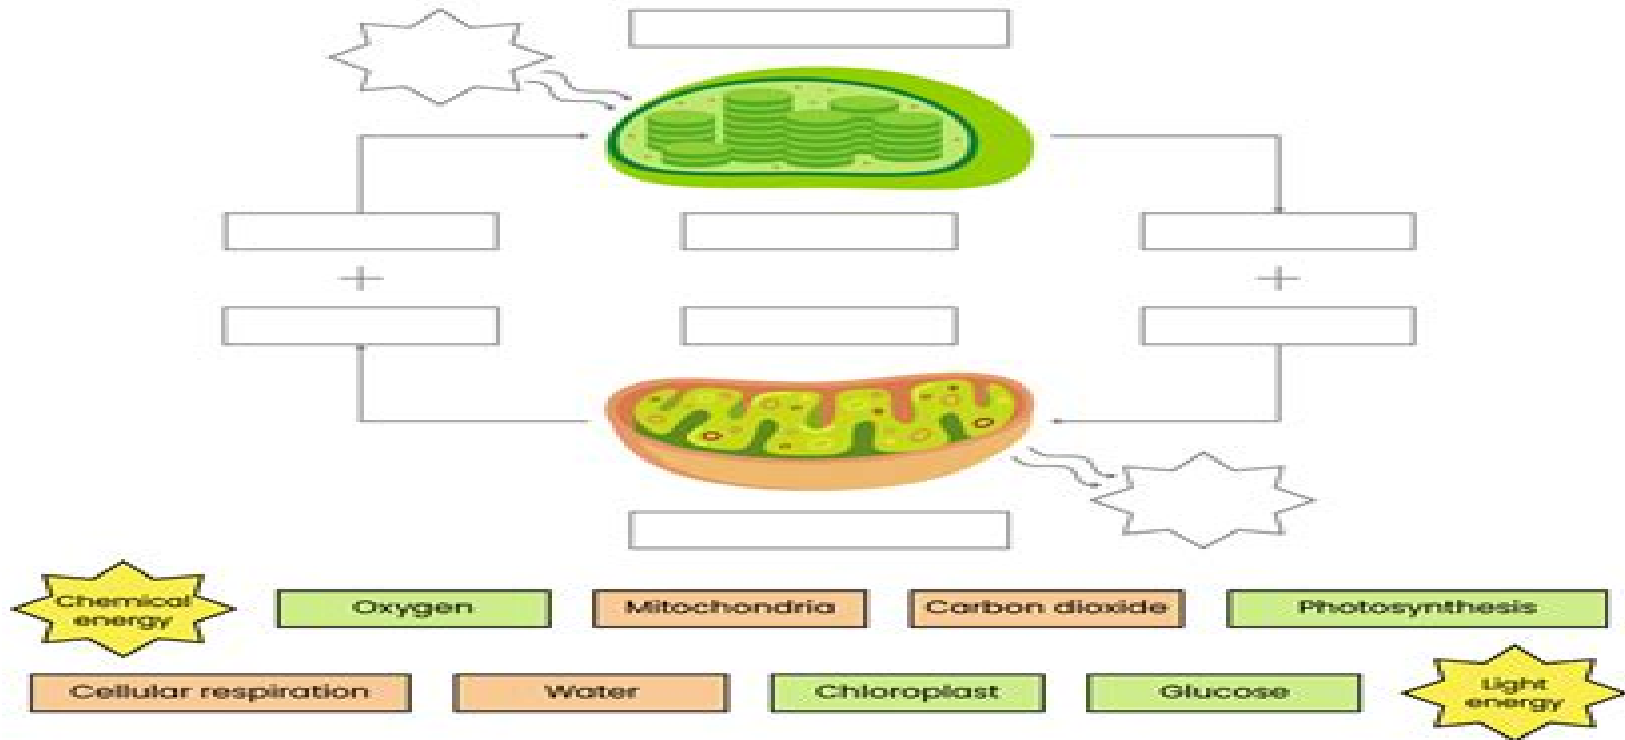 Chemical
energy
Oxygen
Mitochondria
Carbon dioxide
Photosynthesis
Cellular respiration
Water
Chloroplast
Glucose
Light
energy